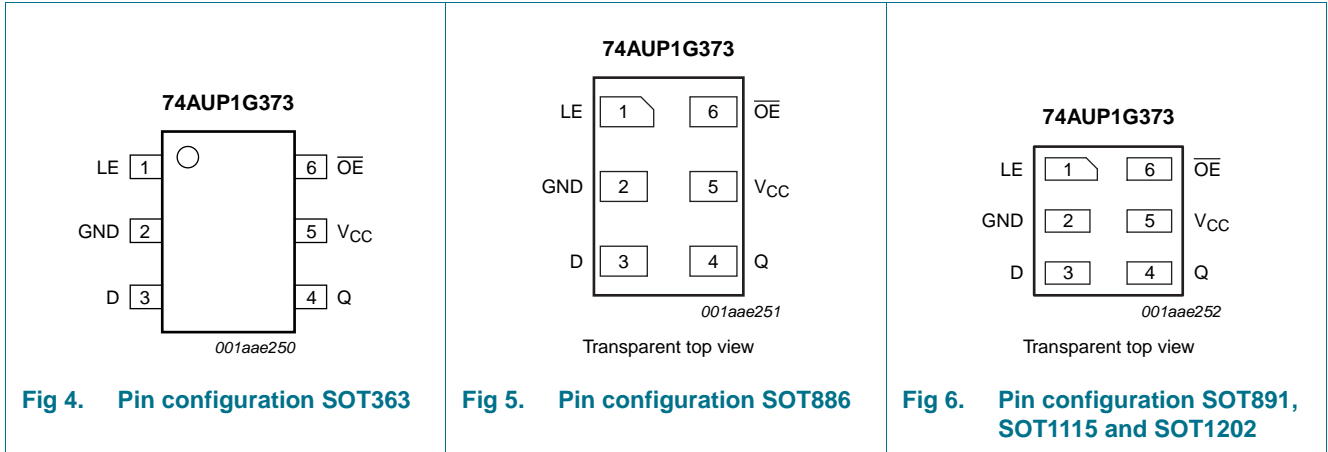 74AUP1G373
LE 1 6 O̅E̅
GND 2 5 VCC
D 3 4 Q
001aae250
Fig 4. Pin configuration SOT363
74AUP1G373
LE 1 6 O̅E̅
GND 2 5 VCC
D 3 4 Q
001aae251
Transparent top view
Fig 5. Pin configuration SOT886
74AUP1G373
LE 1 6 O̅E̅
GND 2 5 VCC
D 3 4 Q
001aae252
Transparent top view
Fig 6. Pin configuration SOT891,
SOT1115 and SOT1202